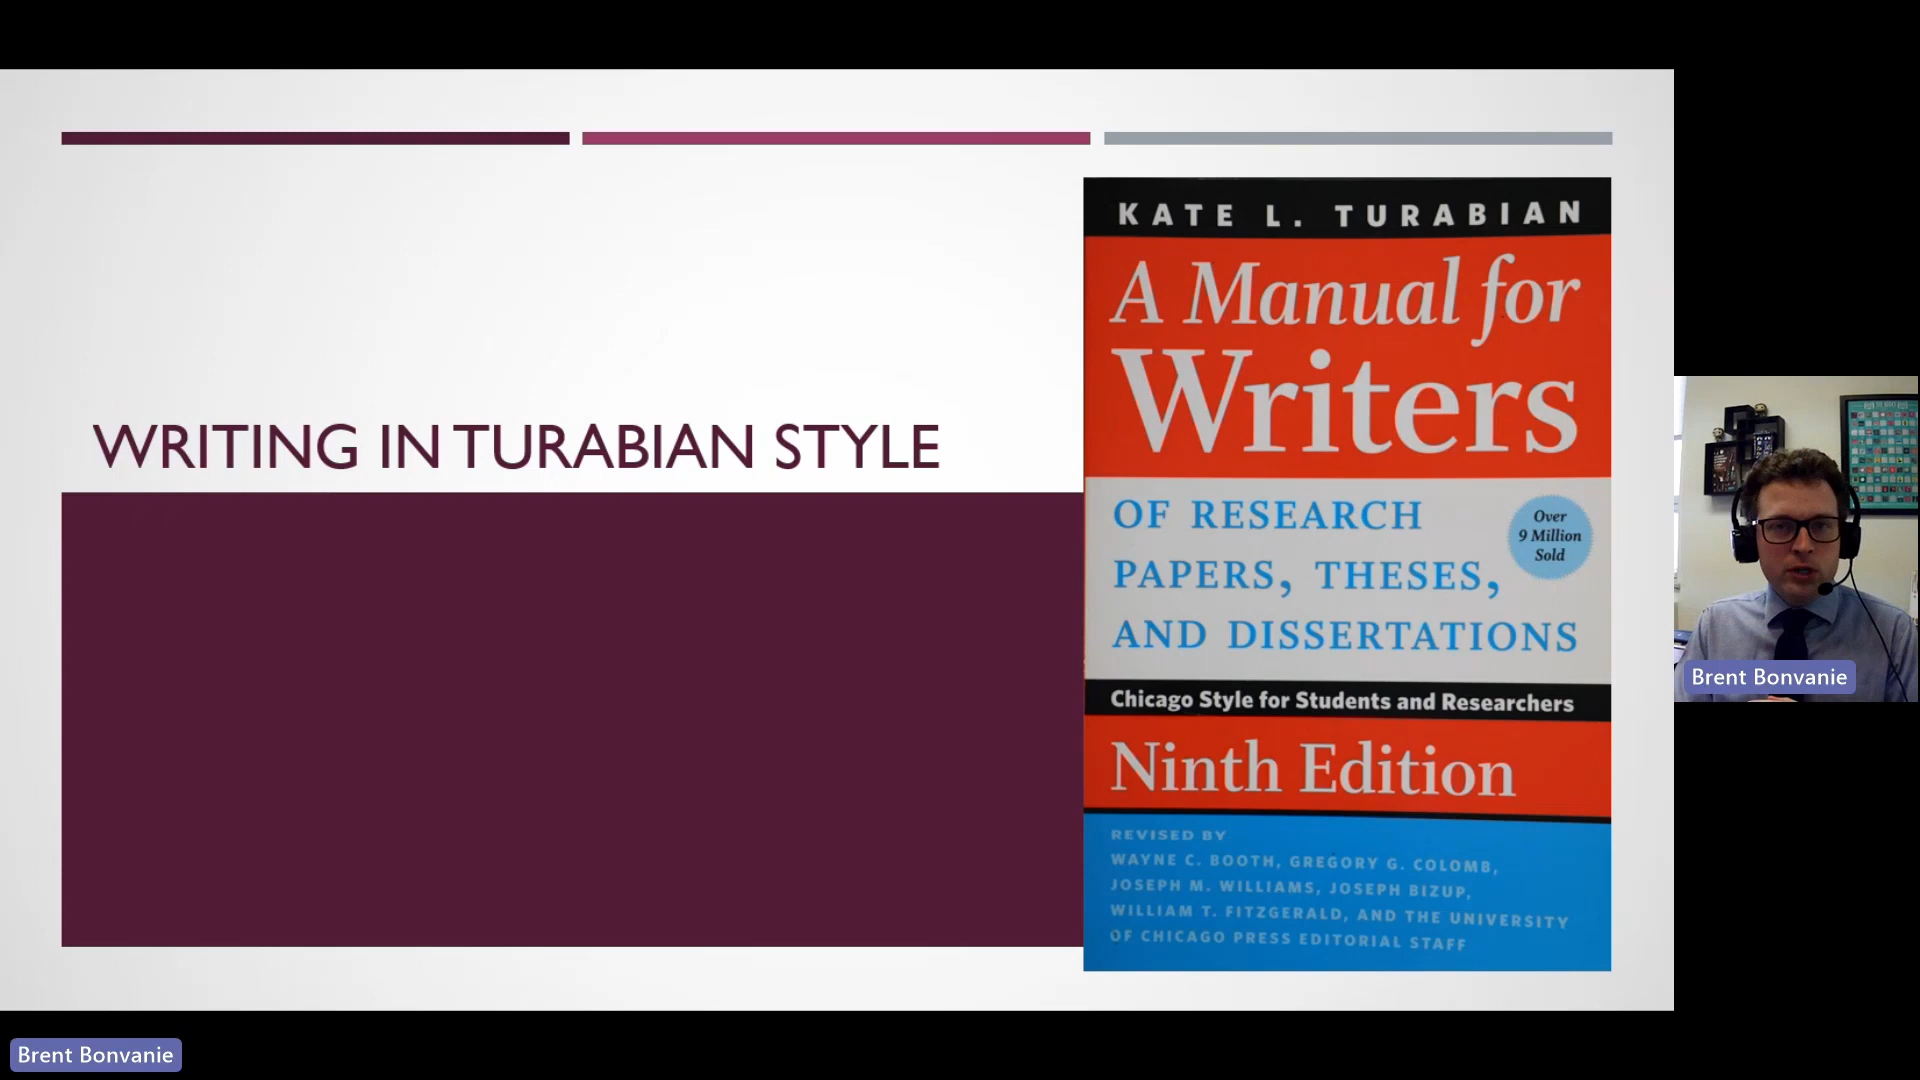 WRITING IN TURABIAN STYLE
KATE L. TURABIAN
A Manual for
Writers
OF RESEARCH
PAPERS, THESES,
AND DISSERTATIONS
Over
9 Million
Sold
Chicago Style for Students and Researchers
Ninth Edition
REVISED BY
WAYNE C. BOOTH, GREGORY G. COLOMB,
JOSEPH M. WILLIAMS, JOSEPH BIZUP,
WILLIAM T. FITZGERALD, AND THE UNIVERSITY
OF CHICAGO PRESS EDITORIAL STAFF
Brent Bonvanie
Brent Bonvanie